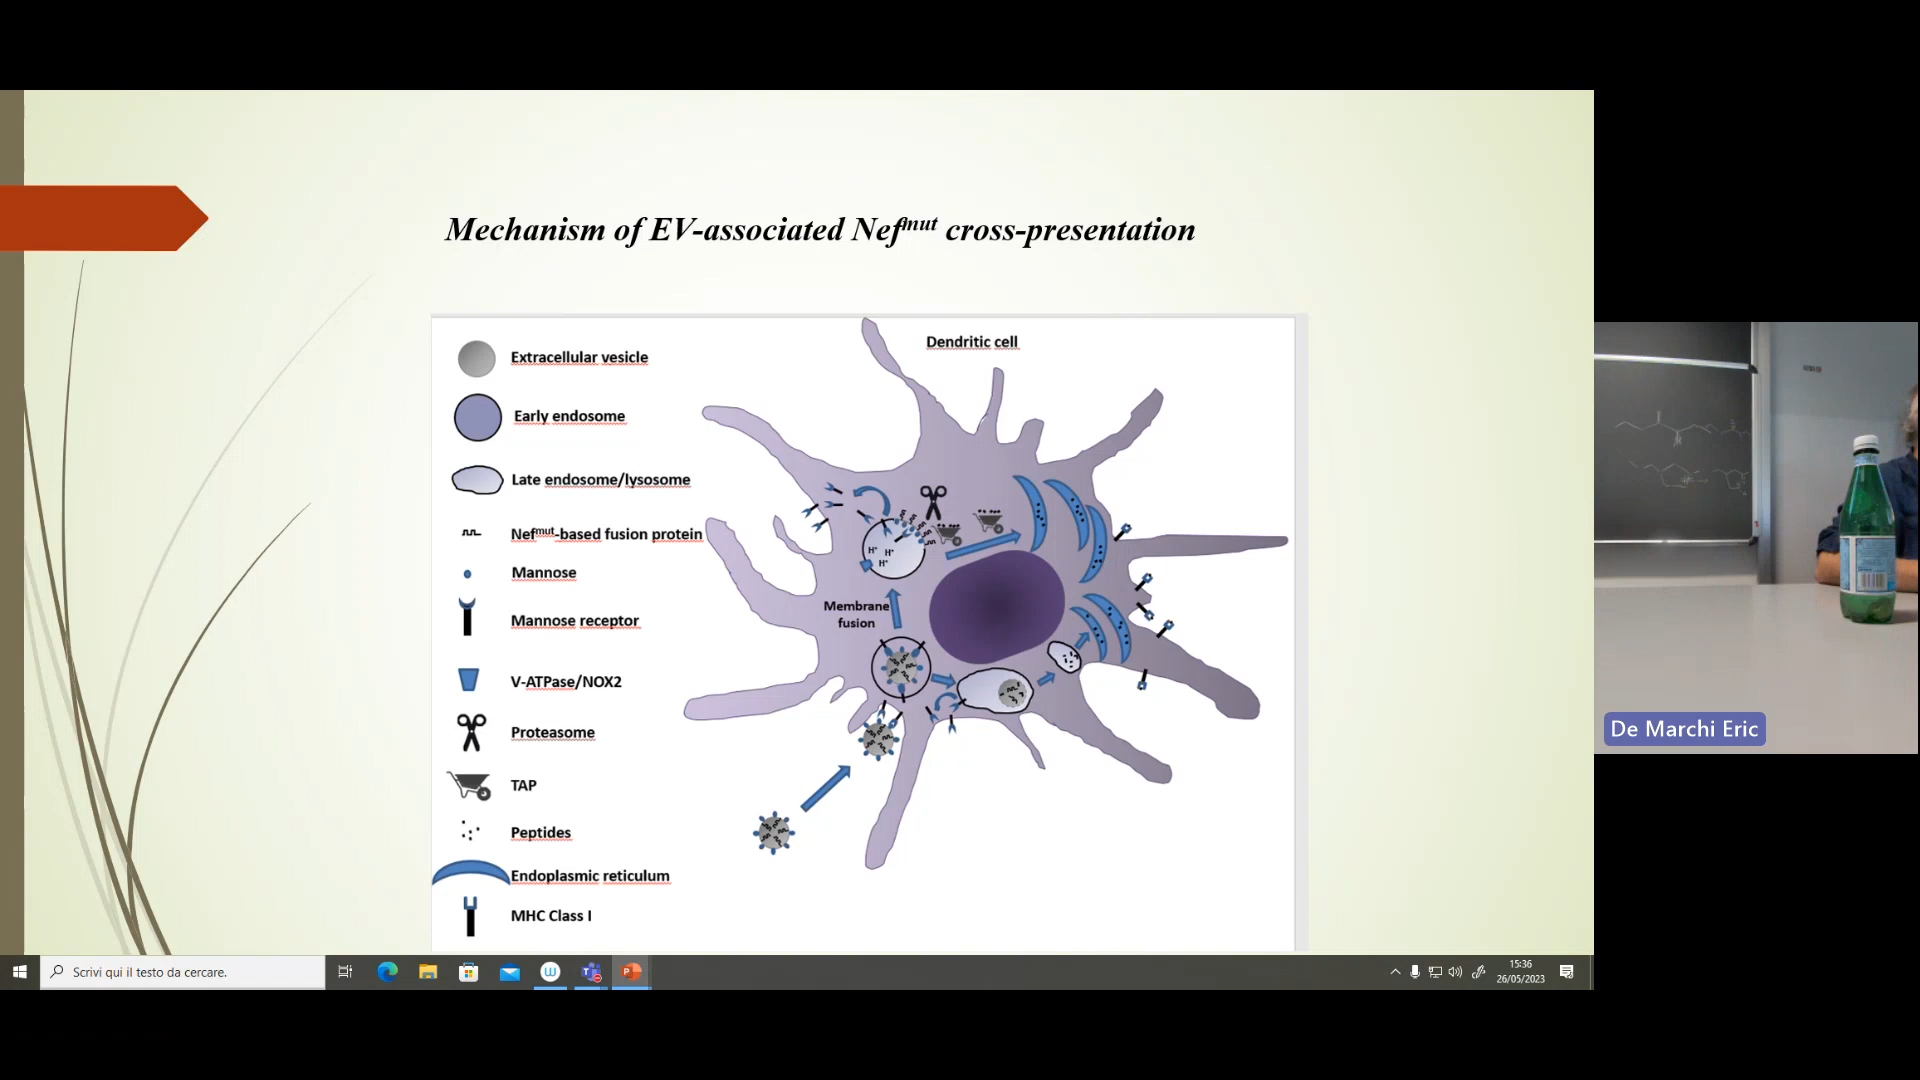 Mechanism of EV-associated Nefmut cross-presentation
Dendritic cell
Extracellular vesicle
Early endosome
Late endosome/lysosome
Nefmut-based fusion protein
Mannose
Mannose receptor
V-ATPase/NOX2
Proteasome
TAP
Peptides
Endoplasmic reticulum
MHC Class I
H+
H+
H+
Membrane
fusion
De Marchi Eric
Scrivi qui il testo da cercare.
15:36
26/05/2023